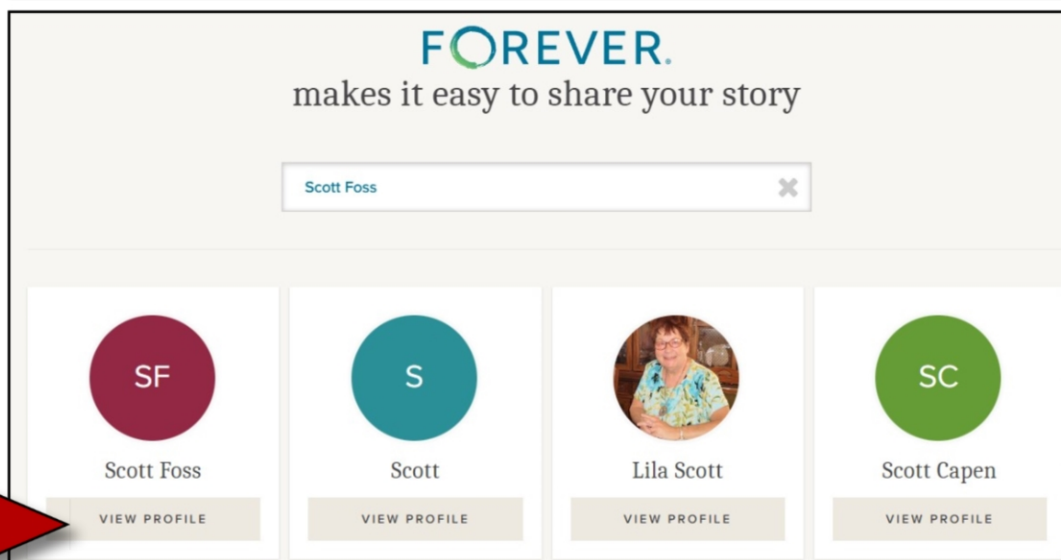 FOREVER.
makes it easy to share your story
Scott Foss
SF
S
SC
Scott Foss
Scott
Lila Scott
Scott Capen
VIEW PROFILE
VIEW PROFILE
VIEW PROFILE
VIEW PROFILE